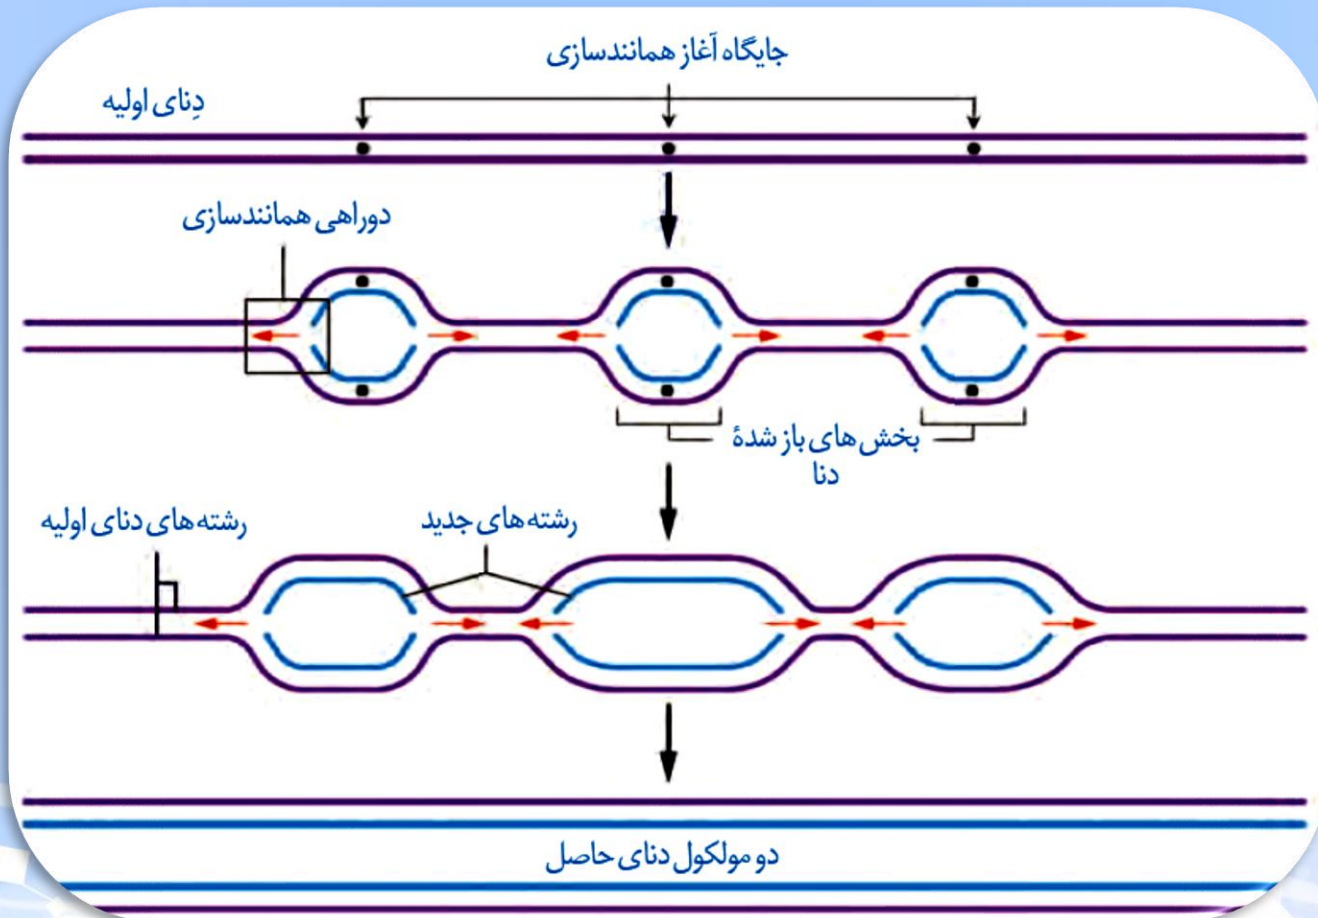 جایگاه آغاز همانندسازی
دِنای اولیه
دوراهی همانندسازی
بخش‌های باز شدهٔ
دنا
رشته‌های دنای اولیه
رشته‌های جدید
دو مولکول دنای حاصل